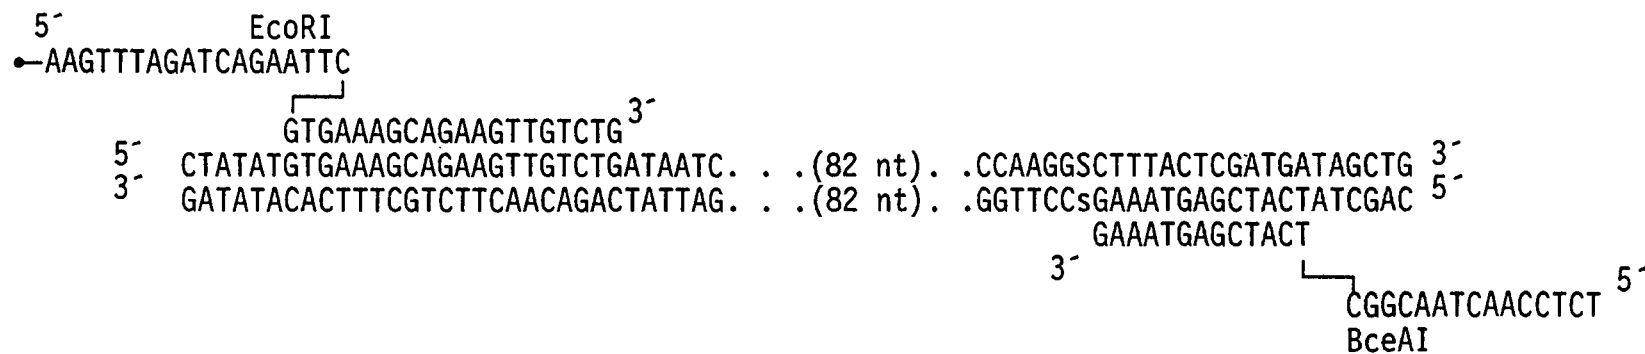 5´ EcoRI
AAGTTTAGATCAGAATTC
GTGAAAGCAGAAGTTGTCTG 3´
5´ CTATATGTGAAAGCAGAAGTTGTCTGATAATC. . .(82 nt). .CCAAGGSCTTTACTCGATGATAGCTG 3´
3´ GATATACACTTTCGTCTTCAACAGACTATTAG. . .(82 nt). .GGTTCCsGAAATGAGCTACTATCGAC 5´
GAAATGAGCTACT
3´
5´
CGGCAATCAACCTCT
BceAI